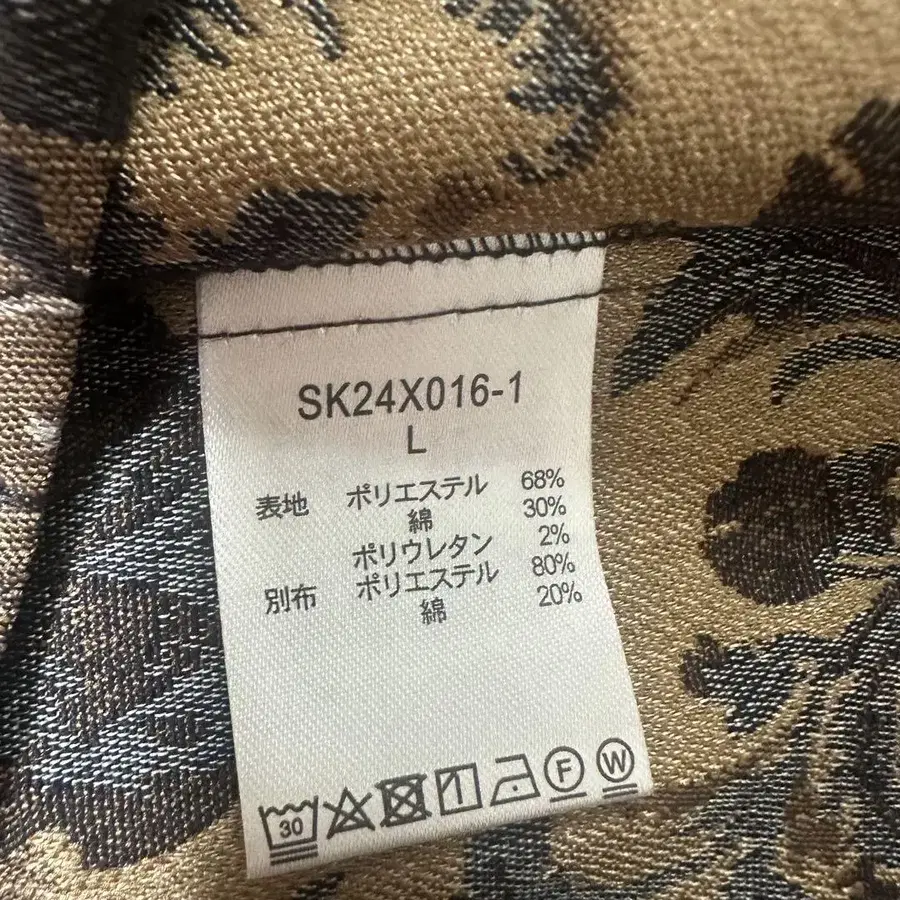 SK24X016-1
L
表地 ポリエステル 68%
綿 30%
ポリウレタン 2%
別布 ポリエステル 80%
綿 20%
30 F W